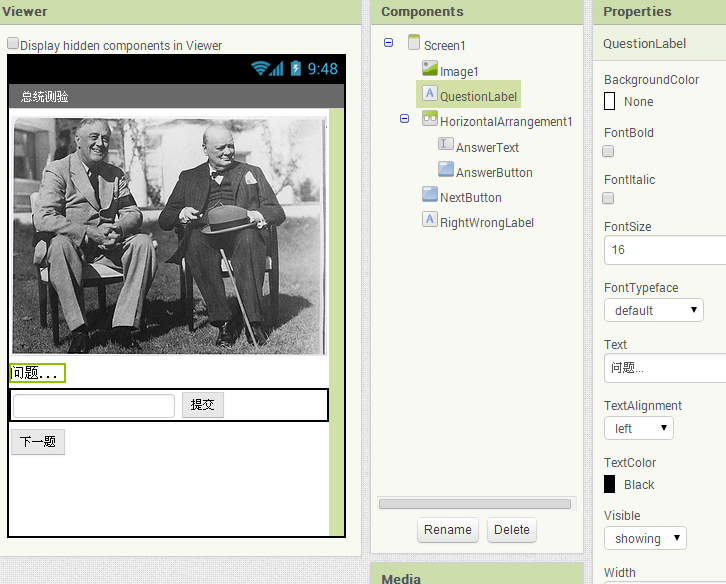 Viewer
Display hidden components in Viewer
9:48
总统测验
问题...
提交
下一题
Components
Screen1
Image1
QuestionLabel
HorizontalArrangement1
AnswerText
AnswerButton
NextButton
RightWrongLabel
Rename
Delete
Media
Properties
QuestionLabel
BackgroundColor
None
FontBold
FontItalic
FontSize
16
FontTypeface
default
Text
问题...
TextAlignment
left
TextColor
Black
Visible
showing
Width